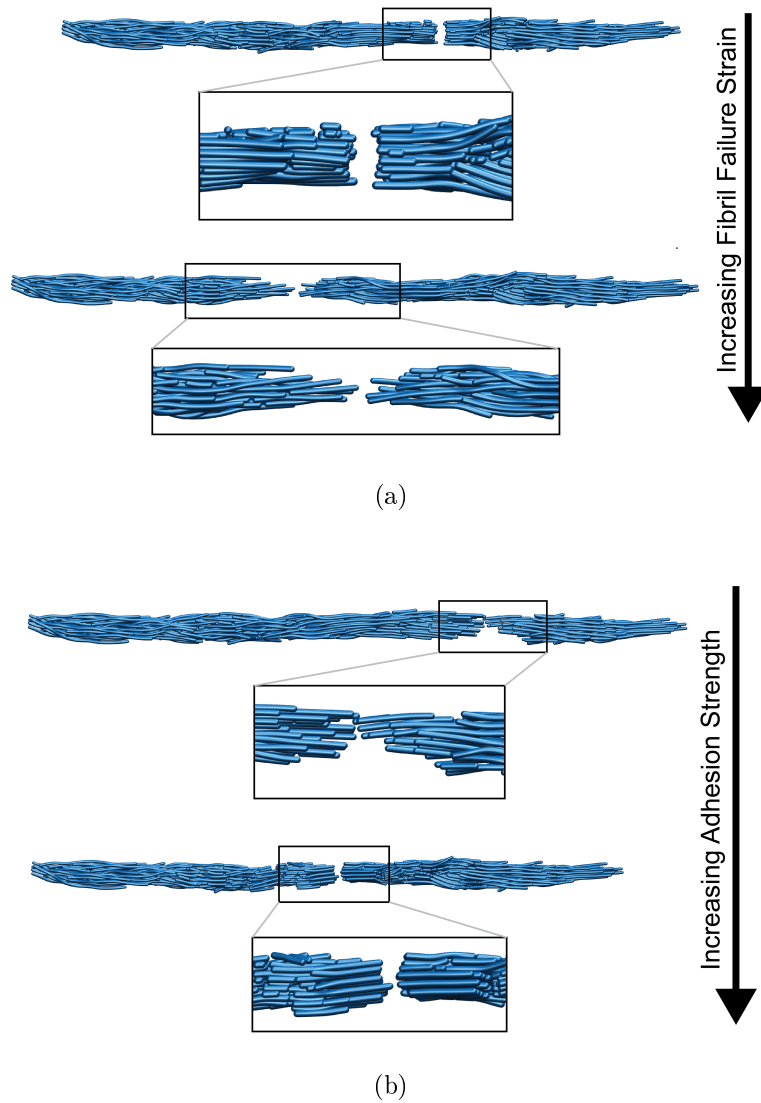 Increasing Fibril Failure Strain
(a)
Increasing Adhesion Strength
(b)